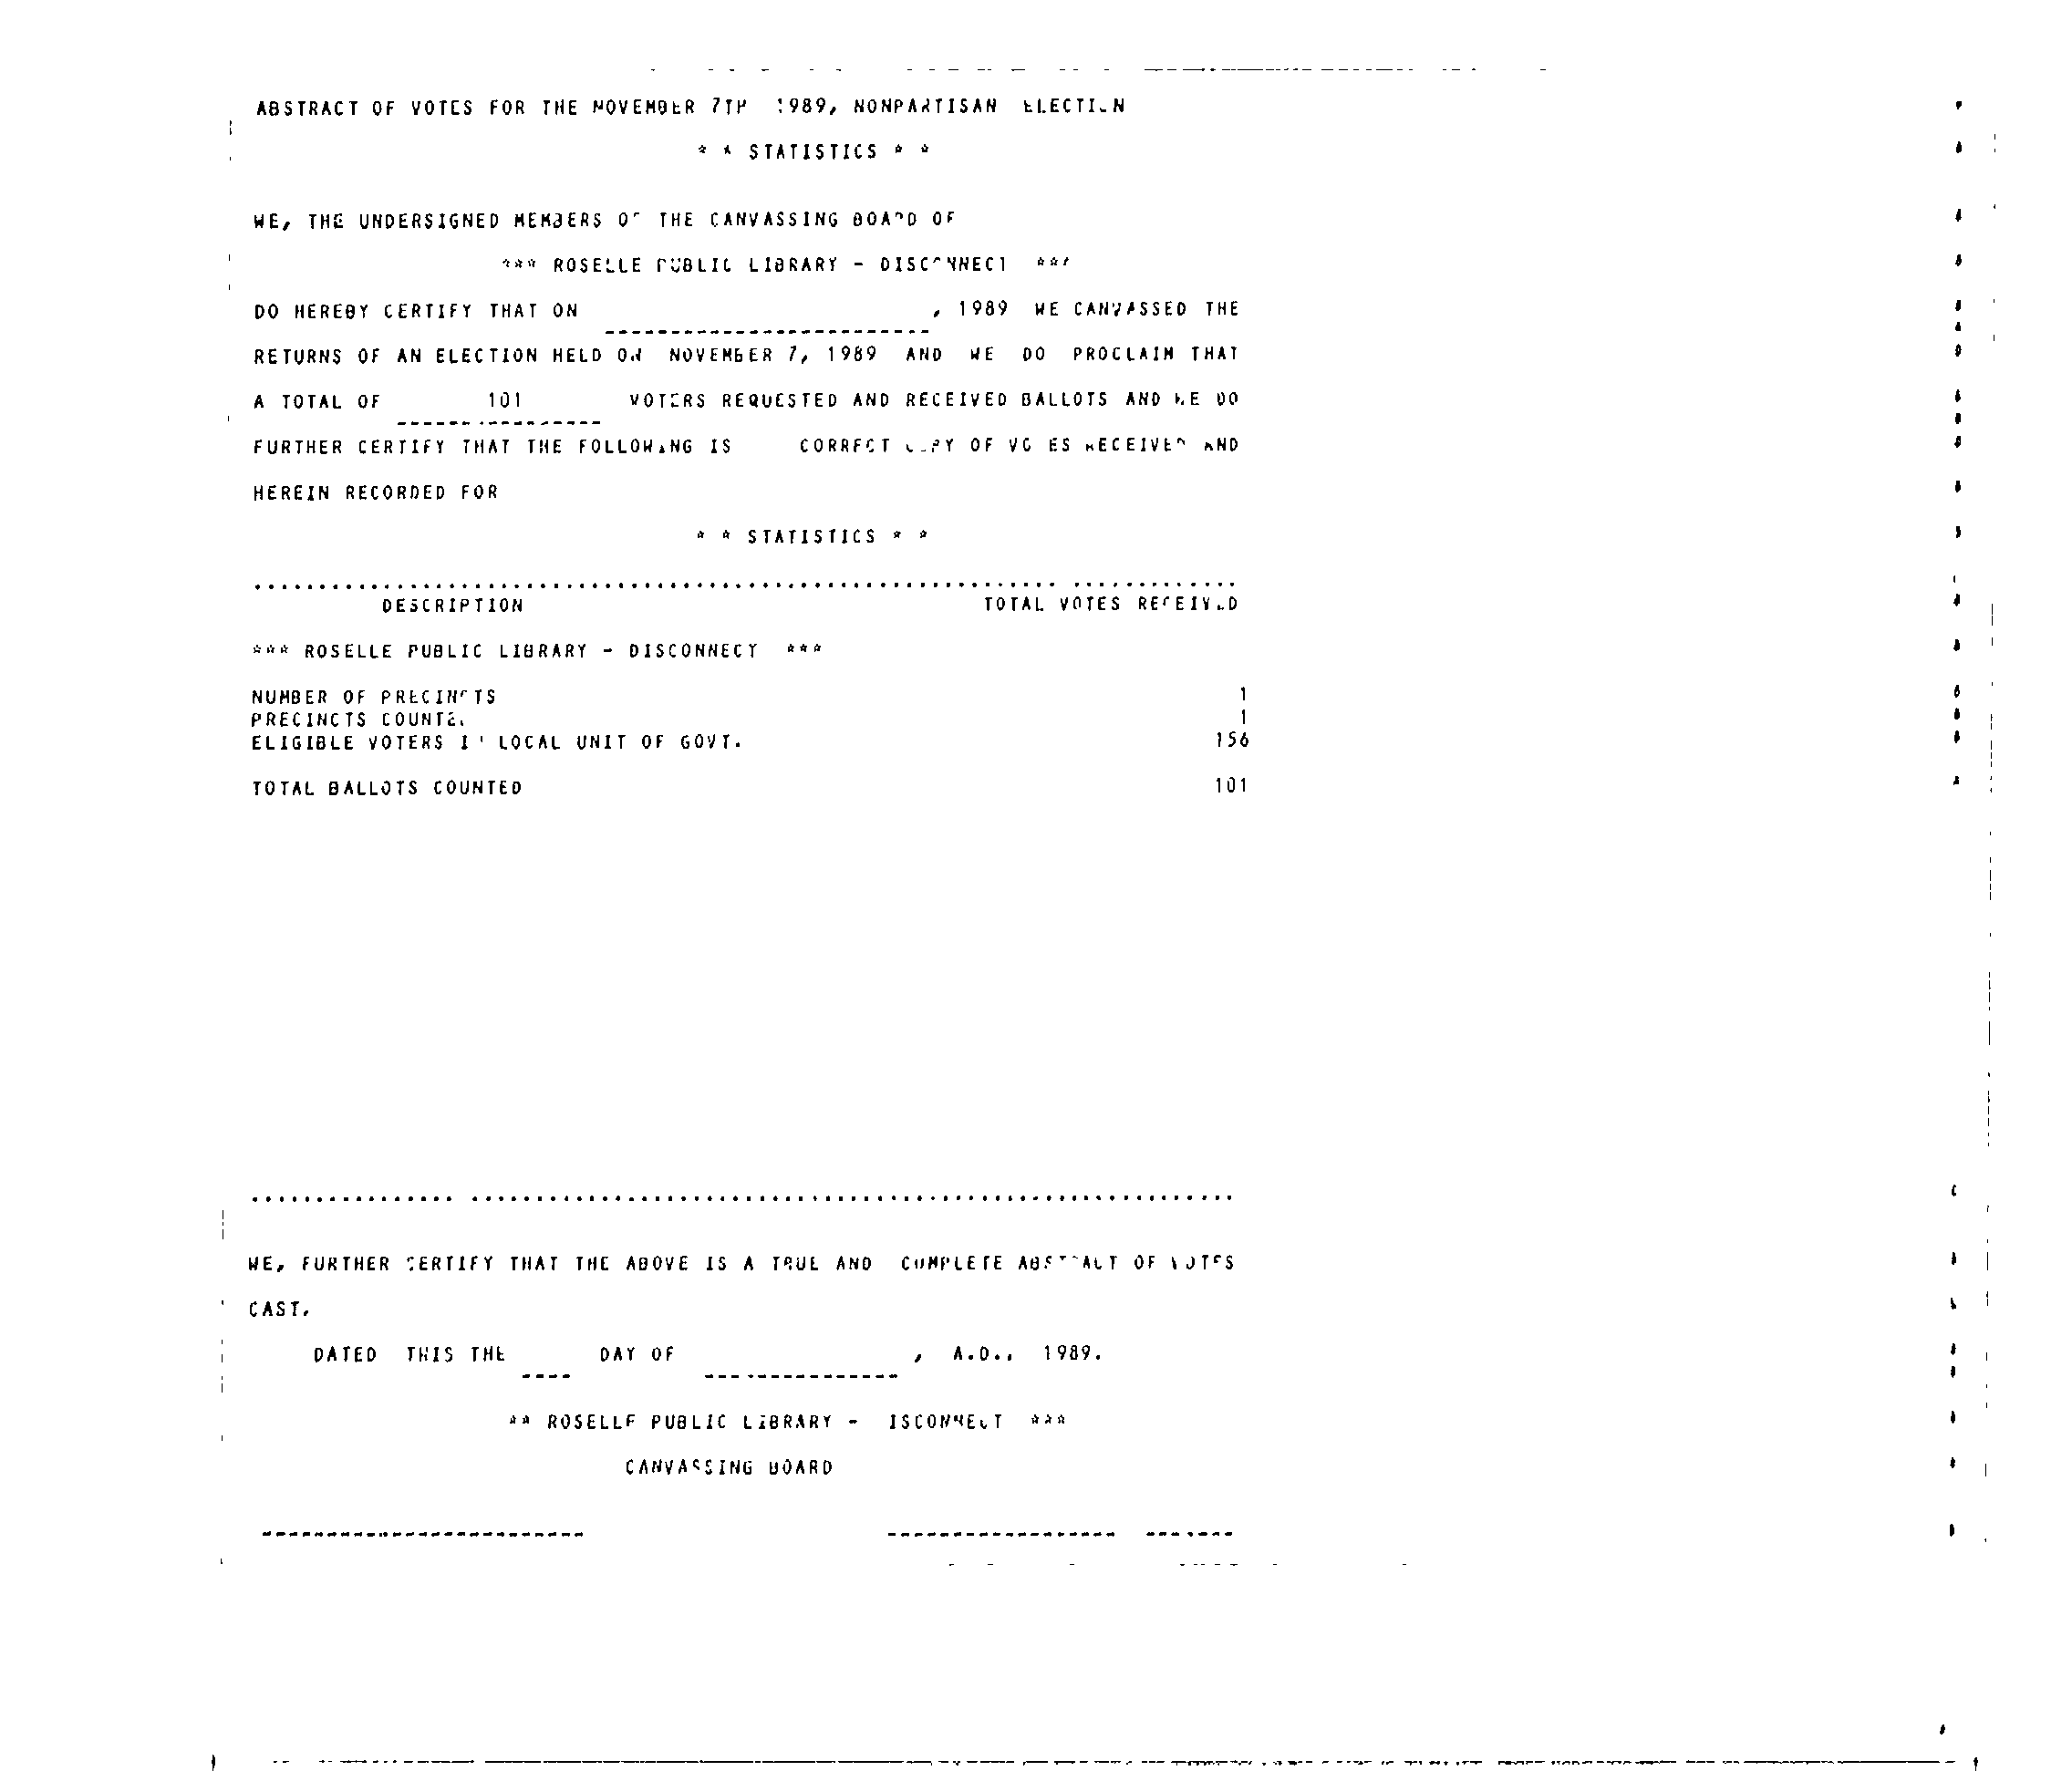 ABSTRACT OF VOTES FOR THE NOVEMBER 7TH 1989, NONPARTISAN ELECTION
* * STATISTICS * *
WE, THE UNDERSIGNED MEMBERS OF THE CANVASSING BOARD OF
*** ROSELLE PUBLIC LIBRARY - DISCONNECT ***
DO HEREBY CERTIFY THAT ON , 1989 WE CANVASSED THE
RETURNS OF AN ELECTION HELD ON NOVEMBER 7, 1989 AND WE DO PROCLAIM THAT
A TOTAL OF 101 VOTERS REQUESTED AND RECEIVED BALLOTS AND WE DO
FURTHER CERTIFY THAT THE FOLLOWING IS CORRECT COPY OF VOTES RECEIVED AND
HEREIN RECORDED FOR
* * STATISTICS * *
DESCRIPTION TOTAL VOTES RECEIVED
*** ROSELLE PUBLIC LIBRARY - DISCONNECT ***
NUMBER OF PRECINCTS 1
PRECINCTS COUNTED 1
ELIGIBLE VOTERS IN LOCAL UNIT OF GOVT. 156
TOTAL BALLOTS COUNTED 101
WE, FURTHER CERTIFY THAT THE ABOVE IS A TRUE AND COMPLETE ABSTRACT OF VOTES
CAST.
DATED THIS THE DAY OF , A.D., 1989.
** ROSELLE PUBLIC LIBRARY - ISCONNECT ***
CANVASSING BOARD